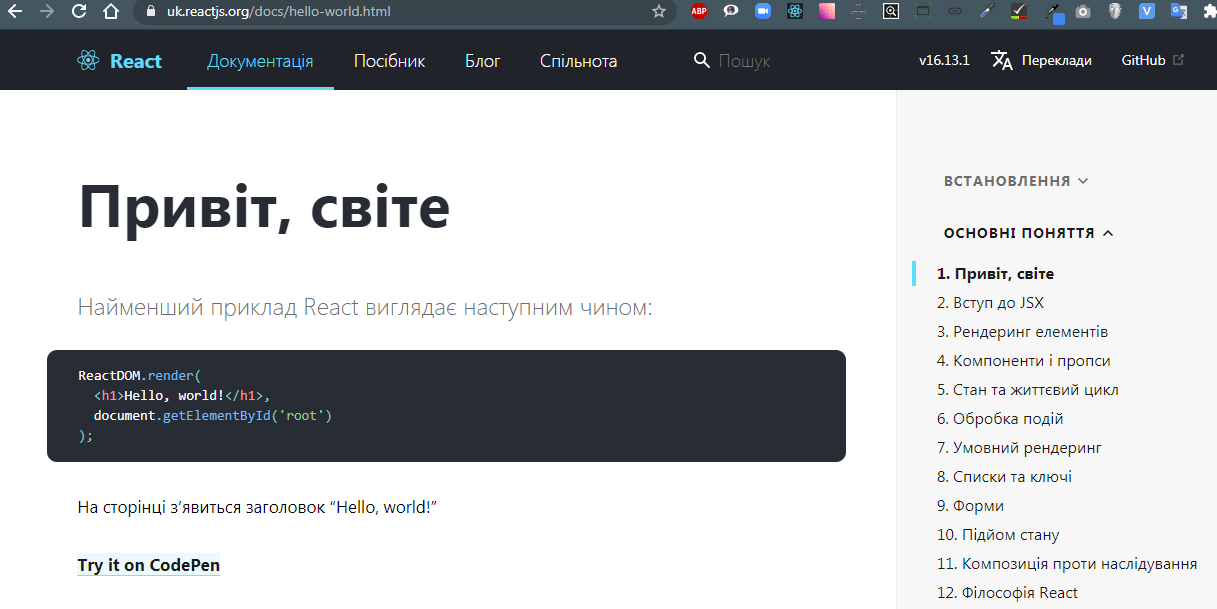 uk.reactjs.org/docs/hello-world.html
ABP
React
Документація
Посібник
Блог
Спільнота
Пошук
v16.13.1
Переклади
GitHub
Привіт, світе
Найменший приклад React виглядає наступним чином:
ReactDOM.render(
<h1>Hello, world!</h1>,
document.getElementById('root')
);
На сторінці з’явиться заголовок “Hello, world!”
Try it on CodePen
ВСТАНОВЛЕННЯ
ОСНОВНІ ПОНЯТТЯ
1. Привіт, світе
2. Вступ до JSX
3. Рендеринг елементів
4. Компоненти і пропси
5. Стан та життєвий цикл
6. Обробка подій
7. Умовний рендеринг
8. Списки та ключі
9. Форми
10. Підйом стану
11. Композиція проти наслідування
12. Філософія React